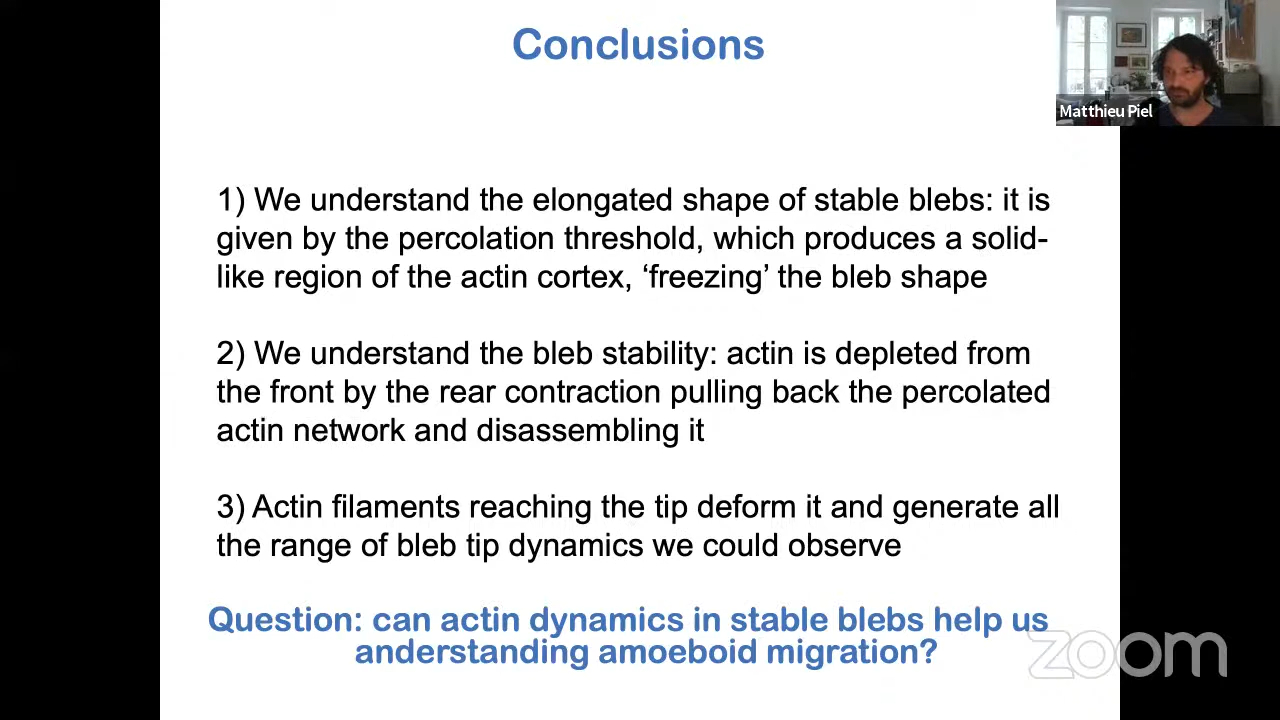 Conclusions
Matthieu Piel
1) We understand the elongated shape of stable blebs: it is
given by the percolation threshold, which produces a solid-
like region of the actin cortex, ‘freezing’ the bleb shape
2) We understand the bleb stability: actin is depleted from
the front by the rear contraction pulling back the percolated
actin network and disassembling it
3) Actin filaments reaching the tip deform it and generate all
the range of bleb tip dynamics we could observe
Question: can actin dynamics in stable blebs help us
anderstanding amoeboid migration?
zoom